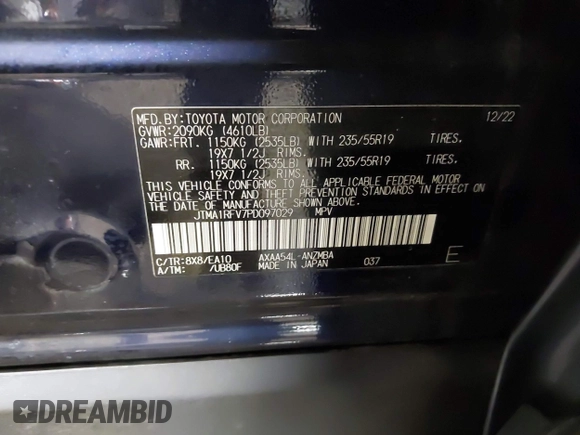 MFD.BY:TOYOTA MOTOR CORPORATION 12/22
GVWR:2090KG (4610LB)
GAWR:FRT. 1150KG (2535LB) WITH 235/55R19 TIRES.
19X7 1/2J RIMS.
RR. 1150KG (2535LB) WITH 235/55R19 TIRES.
19X7 1/2J RIMS.
THIS VEHICLE CONFORMS TO ALL APPLICABLE FEDERAL MOTOR
VEHICLE SAFETY AND THEFT PREVENTION STANDARDS IN EFFECT ON
THE DATE OF MANUFACTURE SHOWN ABOVE.
JTMA1RFV7PD097029 MPV
C/TR:8X8/EA10 AXAA54L-ANZMBA 037 E
A/TM: /UB80F MADE IN JAPAN
DREAMBID